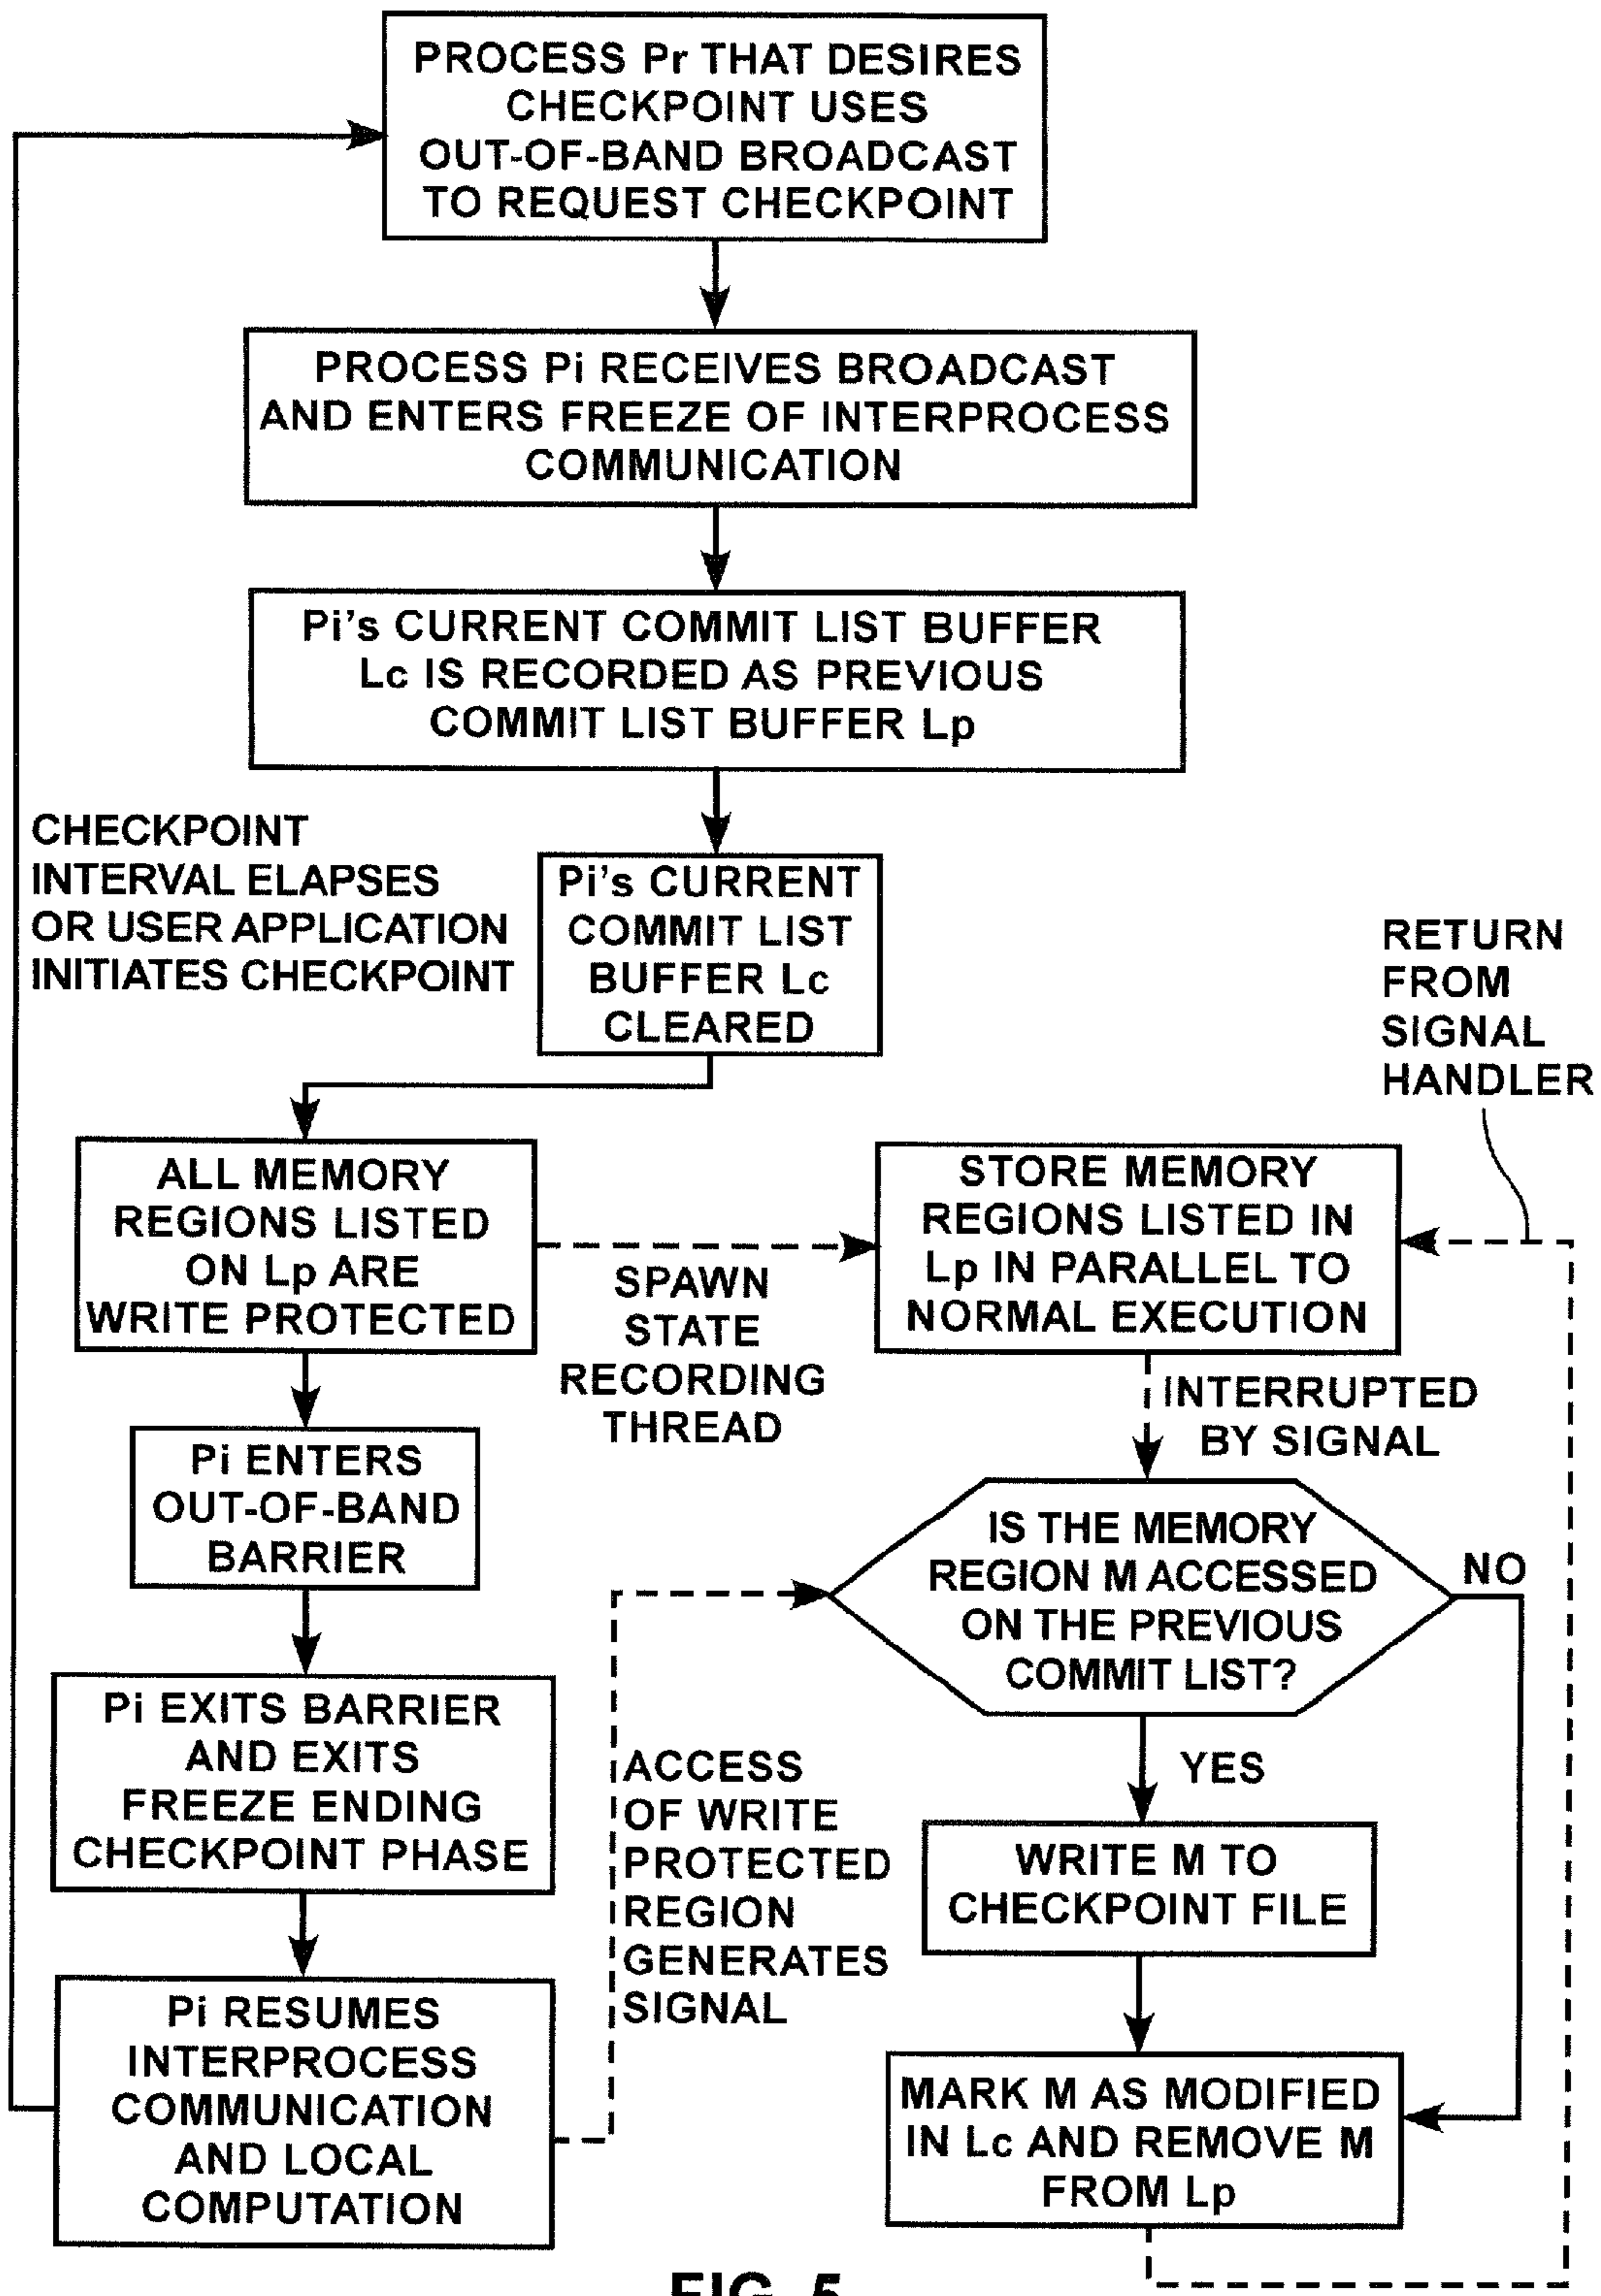 PROCESS Pr THAT DESIRES
CHECKPOINT USES
OUT-OF-BAND BROADCAST
TO REQUEST CHECKPOINT
PROCESS Pi RECEIVES BROADCAST
AND ENTERS FREEZE OF INTERPROCESS
COMMUNICATION
Pi's CURRENT COMMIT LIST BUFFER
Lc IS RECORDED AS PREVIOUS
COMMIT LIST BUFFER Lp
CHECKPOINT
INTERVAL ELAPSES
OR USER APPLICATION
INITIATES CHECKPOINT
Pi's CURRENT
COMMIT LIST
BUFFER Lc
CLEARED
RETURN
FROM
SIGNAL
HANDLER
ALL MEMORY
REGIONS LISTED
ON Lp ARE
WRITE PROTECTED
SPAWN
STATE
RECORDING
THREAD
STORE MEMORY
REGIONS LISTED IN
Lp IN PARALLEL TO
NORMAL EXECUTION
INTERRUPTED
BY SIGNAL
Pi ENTERS
OUT-OF-BAND
BARRIER
IS THE MEMORY
REGION M ACCESSED
ON THE PREVIOUS
COMMIT LIST?
NO
YES
Pi EXITS BARRIER
AND EXITS
FREEZE ENDING
CHECKPOINT PHASE
ACCESS
OF WRITE
PROTECTED
REGION
GENERATES
SIGNAL
WRITE M TO
CHECKPOINT FILE
Pi RESUMES
INTERPROCESS
COMMUNICATION
AND LOCAL
COMPUTATION
MARK M AS MODIFIED
IN Lc AND REMOVE M
FROM Lp
FIG. 5